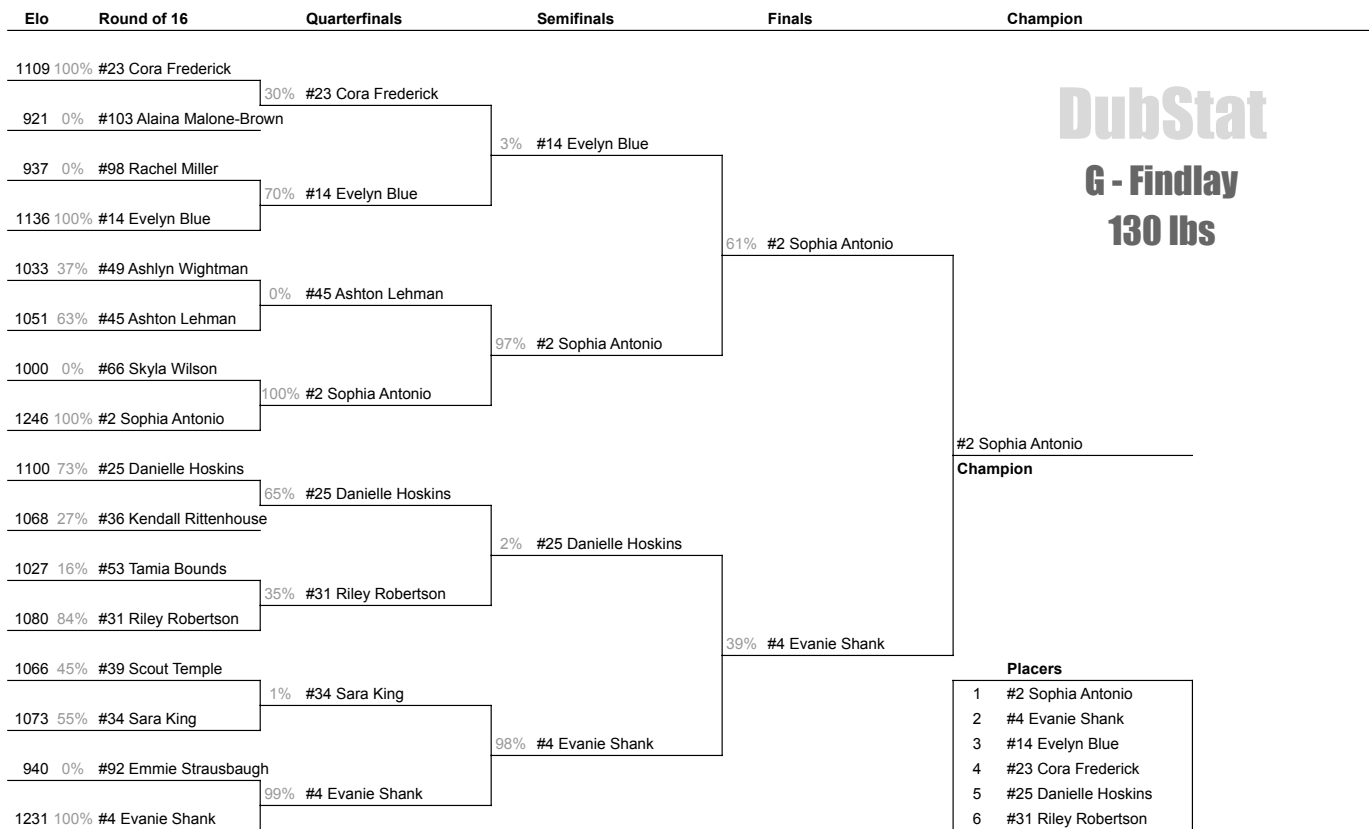 Elo Round of 16 Quarterfinals Semifinals Finals Champion
1109 100% #23 Cora Frederick
30% #23 Cora Frederick
921 0% #103 Alaina Malone-Brown
3% #14 Evelyn Blue
937 0% #98 Rachel Miller
70% #14 Evelyn Blue
1136 100% #14 Evelyn Blue
DubStat
G - Findlay
130 lbs
61% #2 Sophia Antonio
1033 37% #49 Ashlyn Wightman
0% #45 Ashton Lehman
1051 63% #45 Ashton Lehman
97% #2 Sophia Antonio
1000 0% #66 Skyla Wilson
100% #2 Sophia Antonio
1246 100% #2 Sophia Antonio
#2 Sophia Antonio
Champion
1100 73% #25 Danielle Hoskins
65% #25 Danielle Hoskins
1068 27% #36 Kendall Rittenhouse
2% #25 Danielle Hoskins
1027 16% #53 Tamia Bounds
35% #31 Riley Robertson
1080 84% #31 Riley Robertson
39% #4 Evanie Shank
1066 45% #39 Scout Temple
1% #34 Sara King
1073 55% #34 Sara King
98% #4 Evanie Shank
940 0% #92 Emmie Strausbaugh
99% #4 Evanie Shank
1231 100% #4 Evanie Shank
Placers
1 #2 Sophia Antonio
2 #4 Evanie Shank
3 #14 Evelyn Blue
4 #23 Cora Frederick
5 #25 Danielle Hoskins
6 #31 Riley Robertson